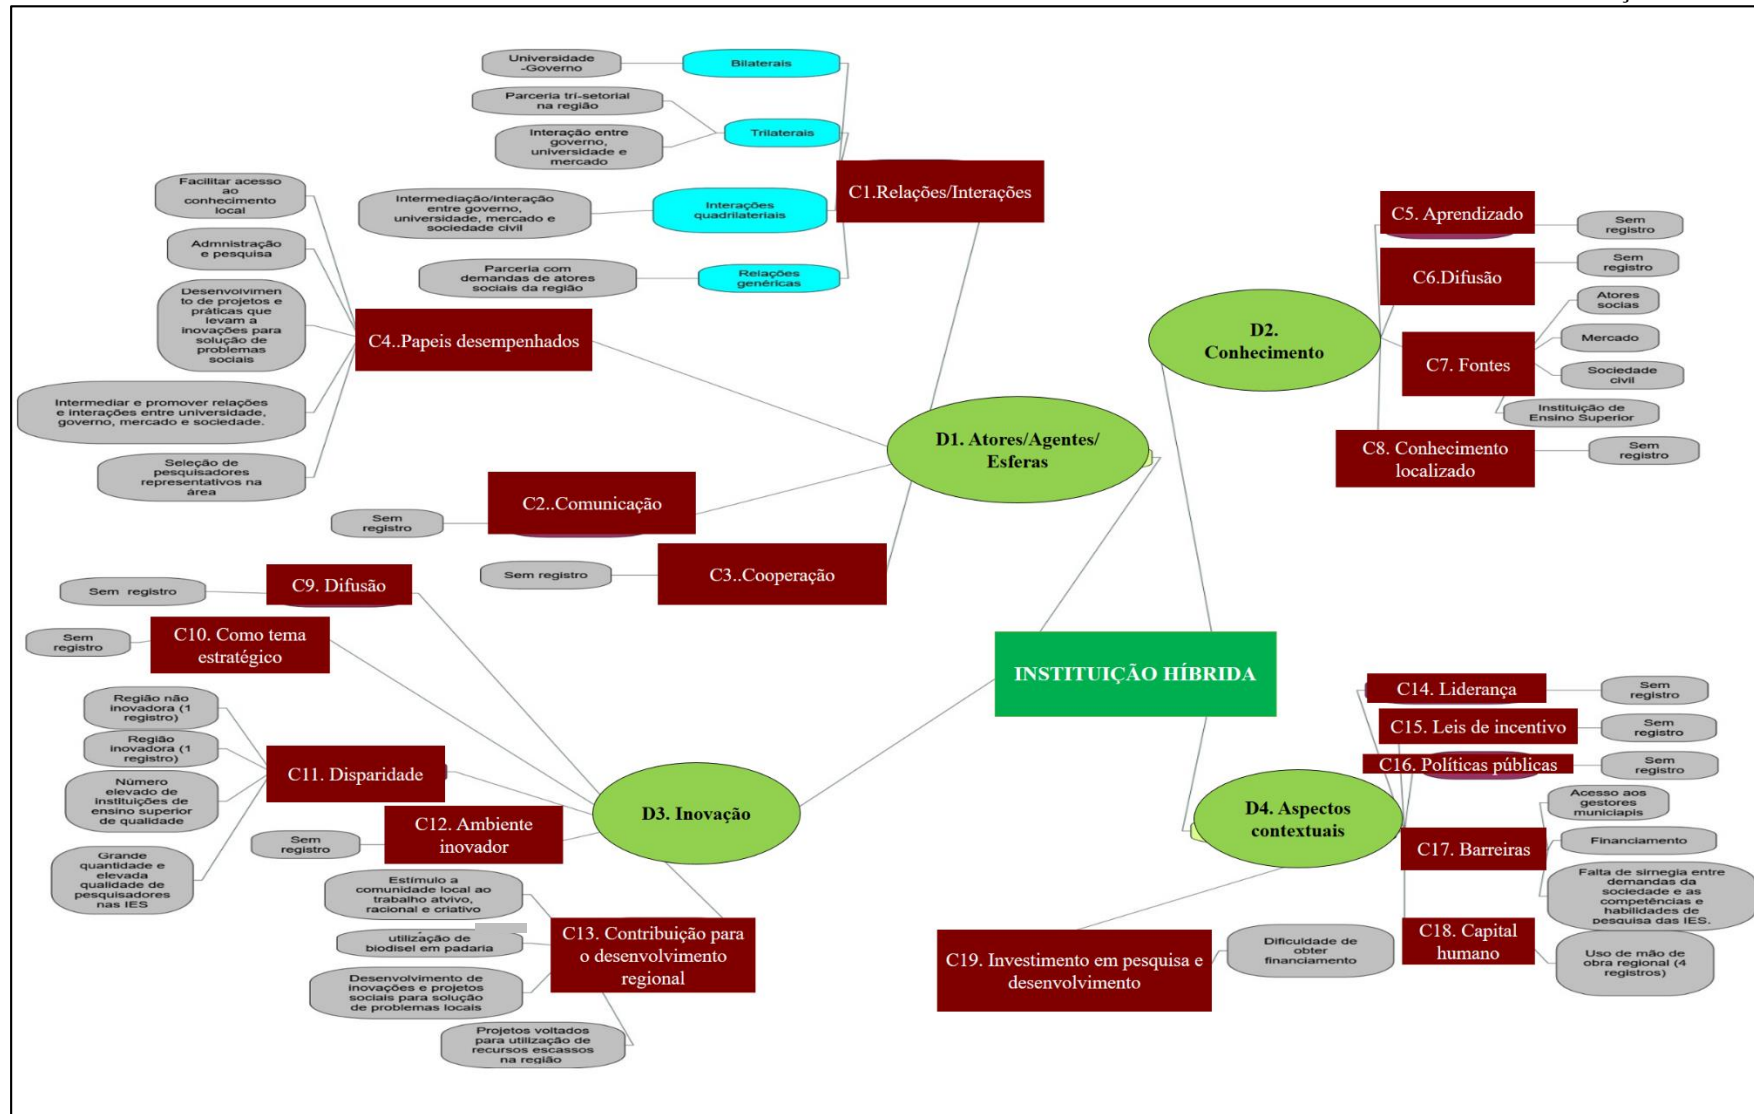 Universidade
-Governo
Bilaterais
Parceria trí-setorial
na região
Trilaterais
Interação entre
governo,
universidade e
mercado
C1.Relações/Interações
Intermediação/interação
entre governo,
universidade, mercado e
sociedade civil
Interações
quadrilateriais
Parceria com
demandas de atores
sociais da região
Relações
genéricas
Facilitar acesso
ao
conhecimento
local
Admnistração
e pesquisa
Desenvolvimen
to de projetos e
práticas que
levam a
inovações para
solução de
problemas
sociais
C4..Papeis desempenhados
Intermediar e promover relações
e interações entre universidade,
governo, mercado e sociedade.
Seleção de
pesquisadores
representativos na
área
D1. Atores/Agentes/
Esferas
C2..Comunicação
Sem
registro
C3..Cooperação
Sem registro
D2.
Conhecimento
C5. Aprendizado
Sem
registro
C6.Difusão
Sem
registro
C7. Fontes
Atores
socias
Mercado
Sociedade
civil
Instituição de
Ensino Superior
C8. Conhecimento
localizado
Sem
registro
INSTITUIÇÃO HÍBRIDA
C9. Difusão
Sem registro
C10. Como tema
estratégico
Sem
registro
Região não
inovadora (1
registro)
Região
inovadora (1
registro)
C11. Disparidade
Número
elevado de
instituições de
ensino superior
de qualidade
Grande
quantidade e
elevada
qualidade de
pesquisadores
nas IES
D3. Inovação
C12. Ambiente
inovador
Sem
registro
Estímulo a
comunidade local ao
trabalho atvivo,
racional e criativo
utilização de
biodisel em padaria
C13. Contribuição para
o desenvolvimento
regional
Desenvolvimento de
inovações e projetos
sociais para solução
de problemas locais
Projetos voltados
para utilização de
recursos escassos
na região
D4. Aspectos
contextuais
C14. Liderança
Sem
registro
C15. Leis de incentivo
Sem
registro
C16. Políticas públicas
Sem
registro
C17. Barreiras
Acesso aos
gestores
municiapis
Financiamento
Falta de sirnegia entre
demandas da
sociedade e as
competências e
habilidades de
pesquisa das IES.
C18. Capital
humano
Uso de mão de
obra regional (4
registros)
C19. Investimento em pesquisa e
desenvolvimento
Dificuldade de
obter
financiamento